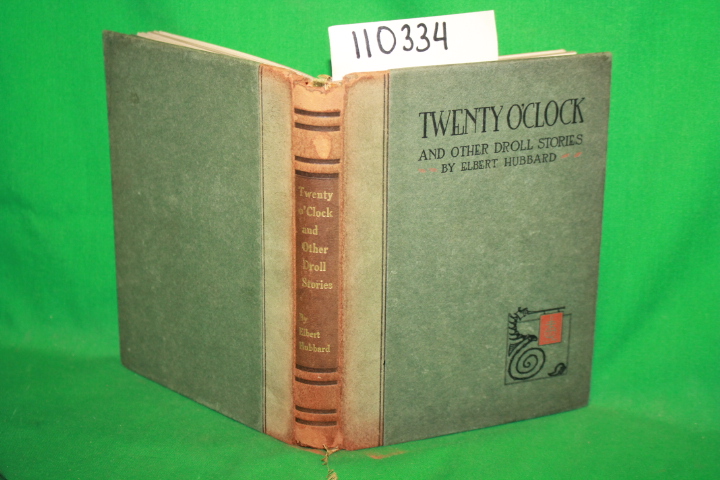 110334
TWENTY O'CLOCK
AND OTHER DROLL STORIES
BY ELBERT HUBBARD
Twenty
o'Clock
and
Other
Droll
Stories
By
Elbert
Hubbard